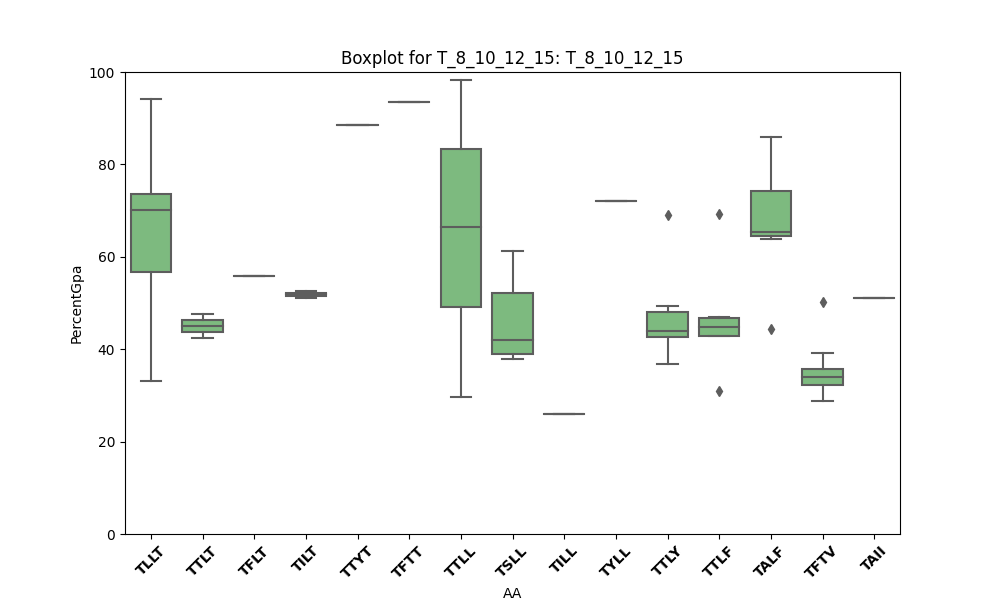 Boxplot for T_8_10_12_15: T_8_10_12_15
PercentGpa
100
80
60
40
20
0
TLLT TTLT TFLT TILT TTYT TFTT TTLL TSLL TILL TYLL TTLY TTLF TALF TFTV TAII
AA